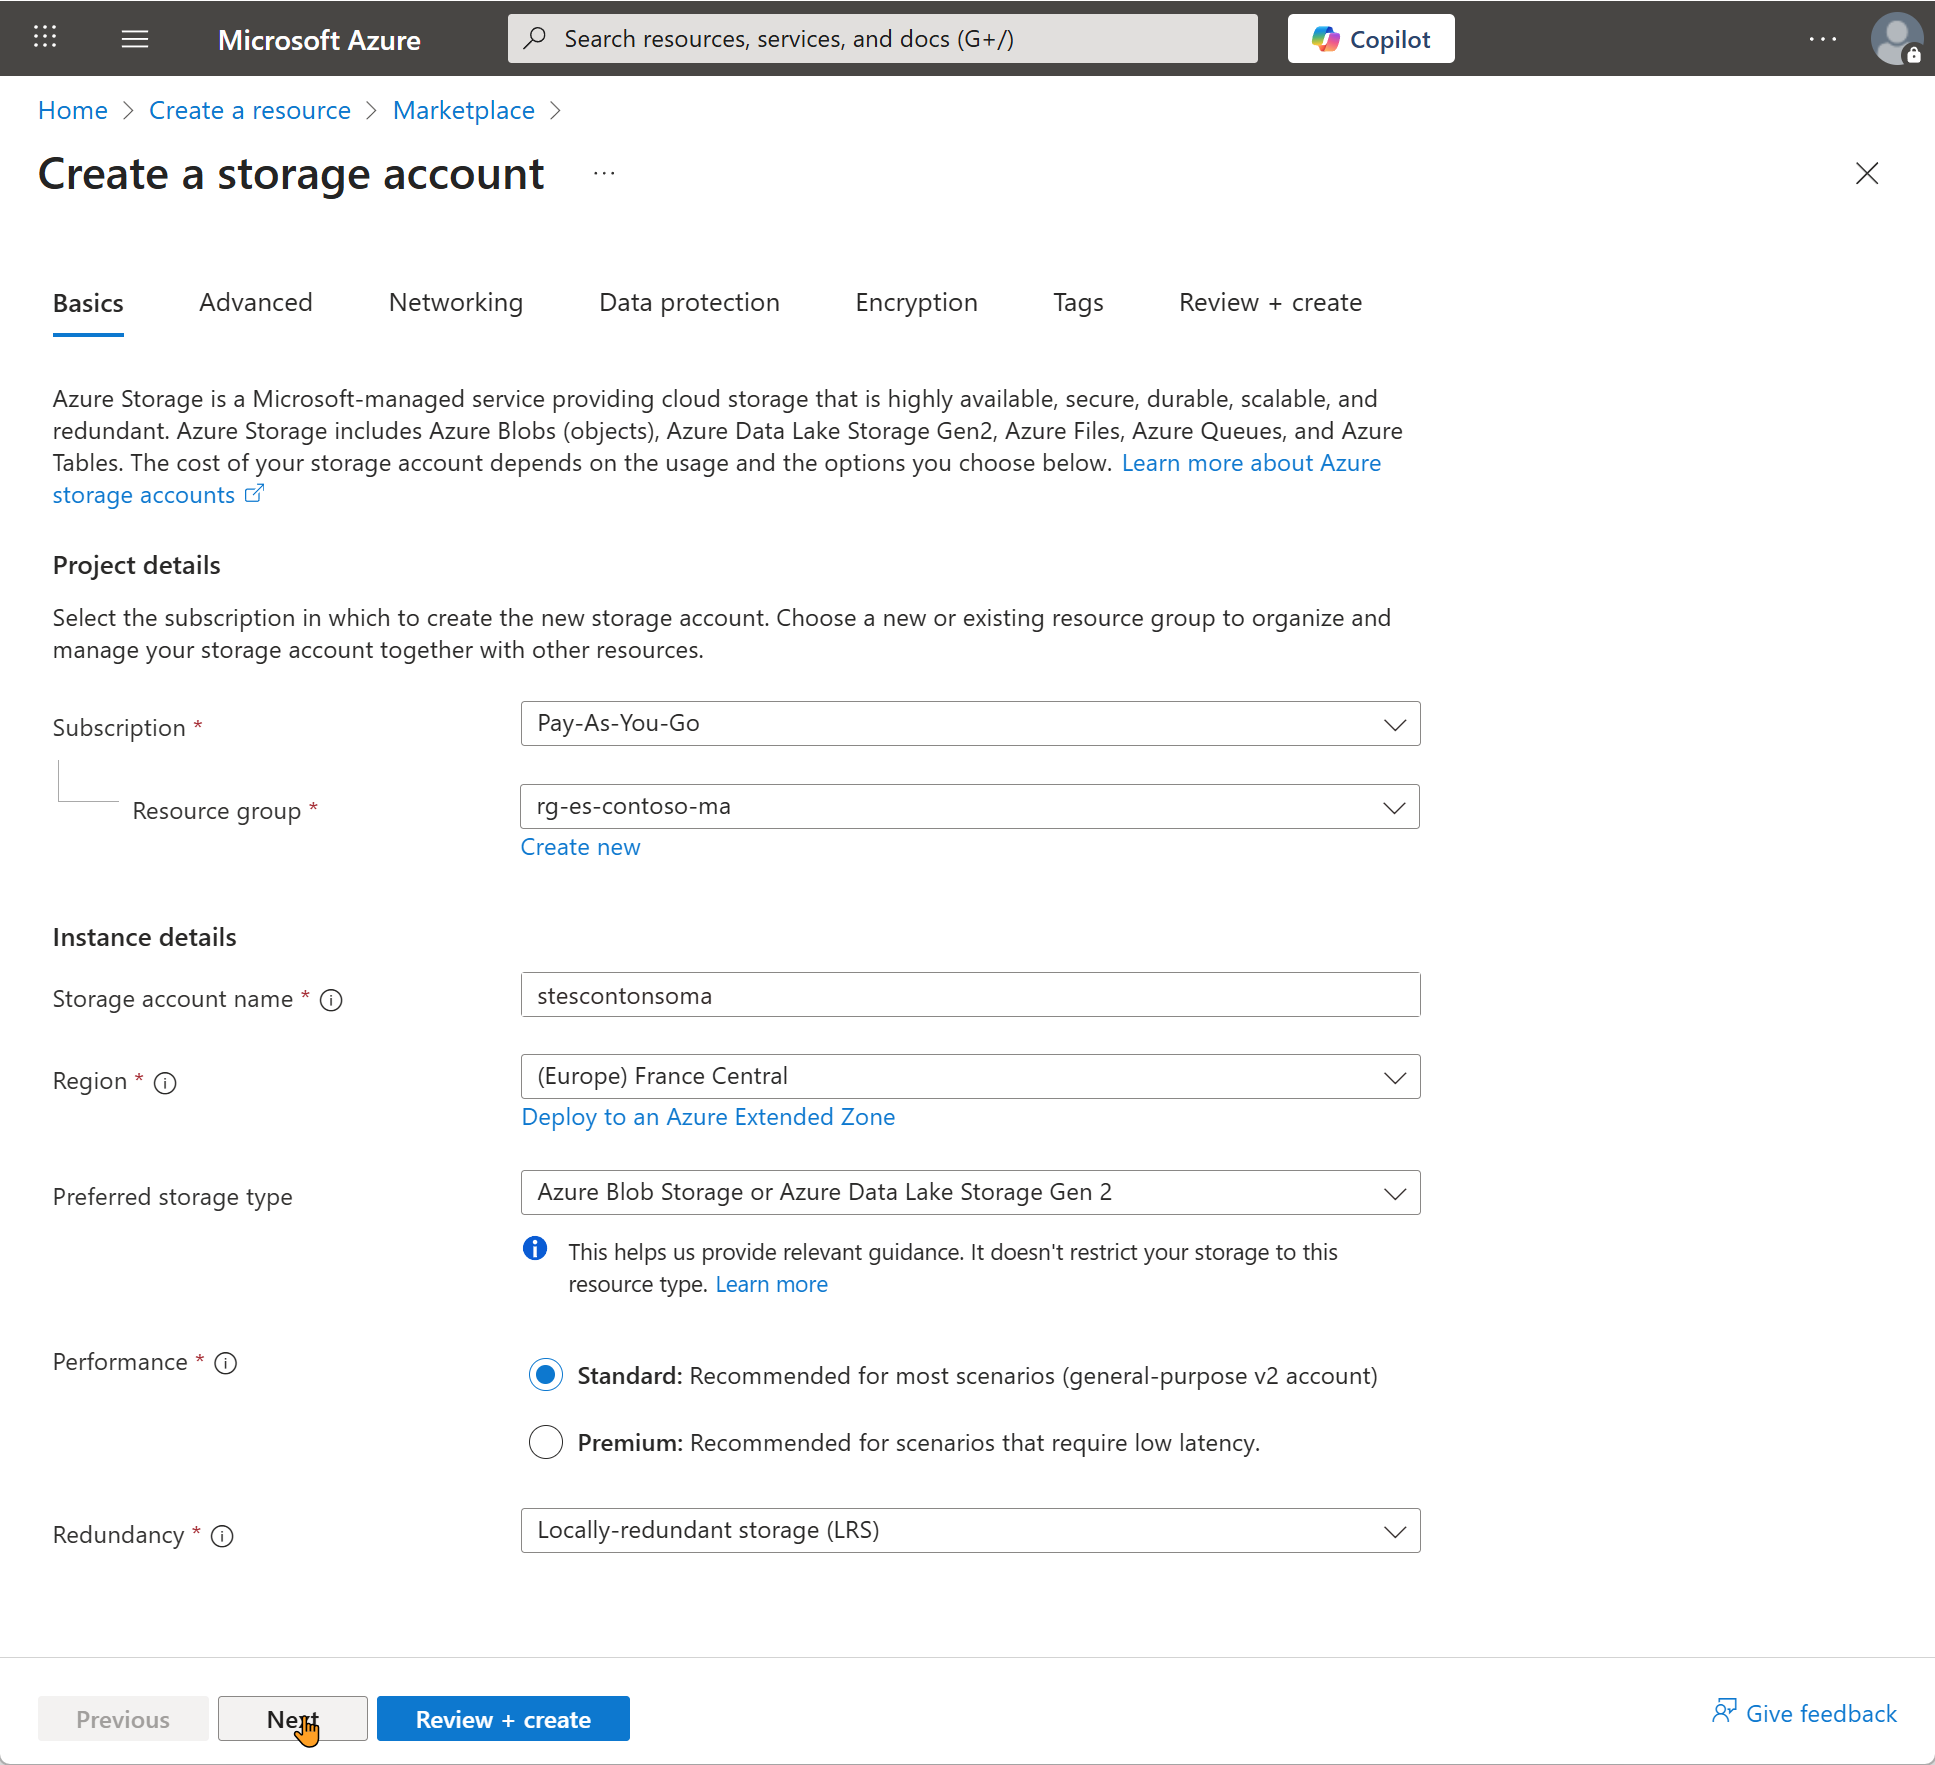 Microsoft Azure
Search resources, services, and docs (G+/)
Copilot
Home > Create a resource > Marketplace >
Create a storage account ...
Basics Advanced Networking Data protection Encryption Tags Review + create
Azure Storage is a Microsoft-managed service providing cloud storage that is highly available, secure, durable, scalable, and
redundant. Azure Storage includes Azure Blobs (objects), Azure Data Lake Storage Gen2, Azure Files, Azure Queues, and Azure
Tables. The cost of your storage account depends on the usage and the options you choose below. Learn more about Azure
storage accounts
Project details
Select the subscription in which to create the new storage account. Choose a new or existing resource group to organize and
manage your storage account together with other resources.
Subscription * Pay-As-You-Go
Resource group * rg-es-contoso-ma
Create new
Instance details
Storage account name * stescontonsoma
Region * (Europe) France Central
Deploy to an Azure Extended Zone
Preferred storage type Azure Blob Storage or Azure Data Lake Storage Gen 2
This helps us provide relevant guidance. It doesn't restrict your storage to this
resource type. Learn more
Performance * Standard: Recommended for most scenarios (general-purpose v2 account)
Premium: Recommended for scenarios that require low latency.
Redundancy * Locally-redundant storage (LRS)
Previous Next Review + create Give feedback